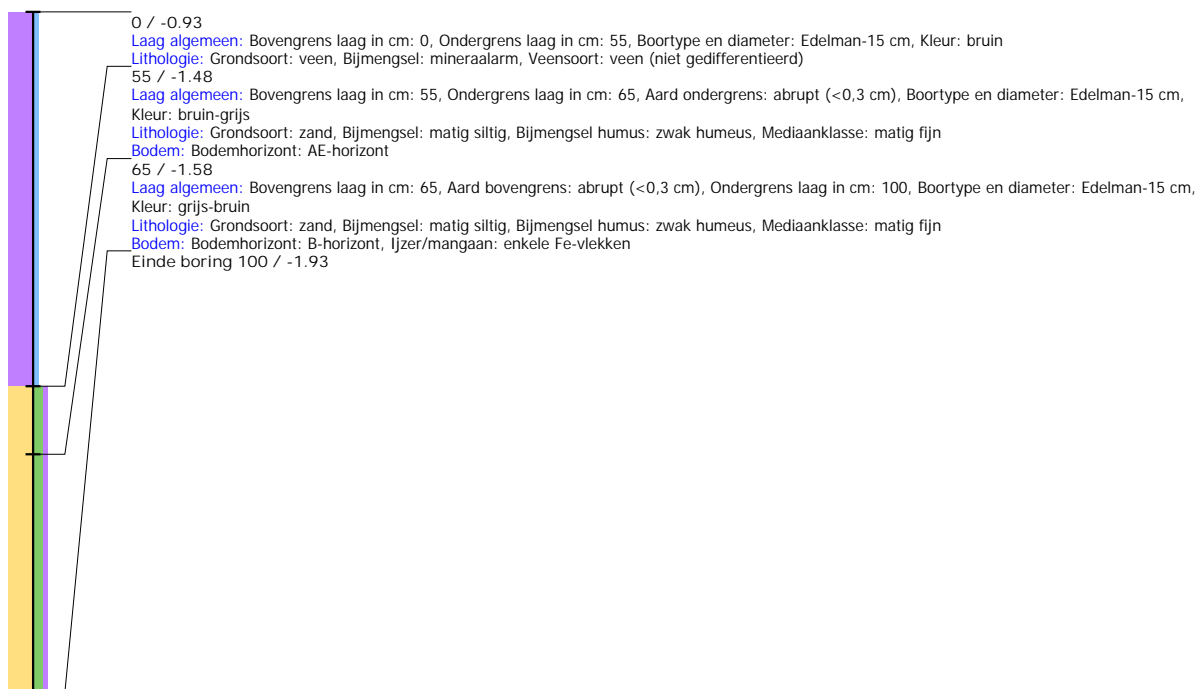 0 / -0.93
Laag algemeen: Bovengrens laag in cm: 0, Ondergrens laag in cm: 55, Boortype en diameter: Edelman-15 cm, Kleur: bruin
Lithologie: Grondsoort: veen, Bijmengsel: mineraalarm, Veensoort: veen (niet gedifferentieerd)
55 / -1.48
Laag algemeen: Bovengrens laag in cm: 55, Ondergrens laag in cm: 65, Aard ondergrens: abrupt (<0,3 cm), Boortype en diameter: Edelman-15 cm,
Kleur: bruin-grijs
Lithologie: Grondsoort: zand, Bijmengsel: matig siltig, Bijmengsel humus: zwak humeus, Mediaanklasse: matig fijn
Bodem: Bodemhorizont: AE-horizont
65 / -1.58
Laag algemeen: Bovengrens laag in cm: 65, Aard bovengrens: abrupt (<0,3 cm), Ondergrens laag in cm: 100, Boortype en diameter: Edelman-15 cm,
Kleur: grijs-bruin
Lithologie: Grondsoort: zand, Bijmengsel: matig siltig, Bijmengsel humus: zwak humeus, Mediaanklasse: matig fijn
Bodem: Bodemhorizont: B-horizont, Ijzer/mangaan: enkele Fe-vlekken
Einde boring 100 / -1.93